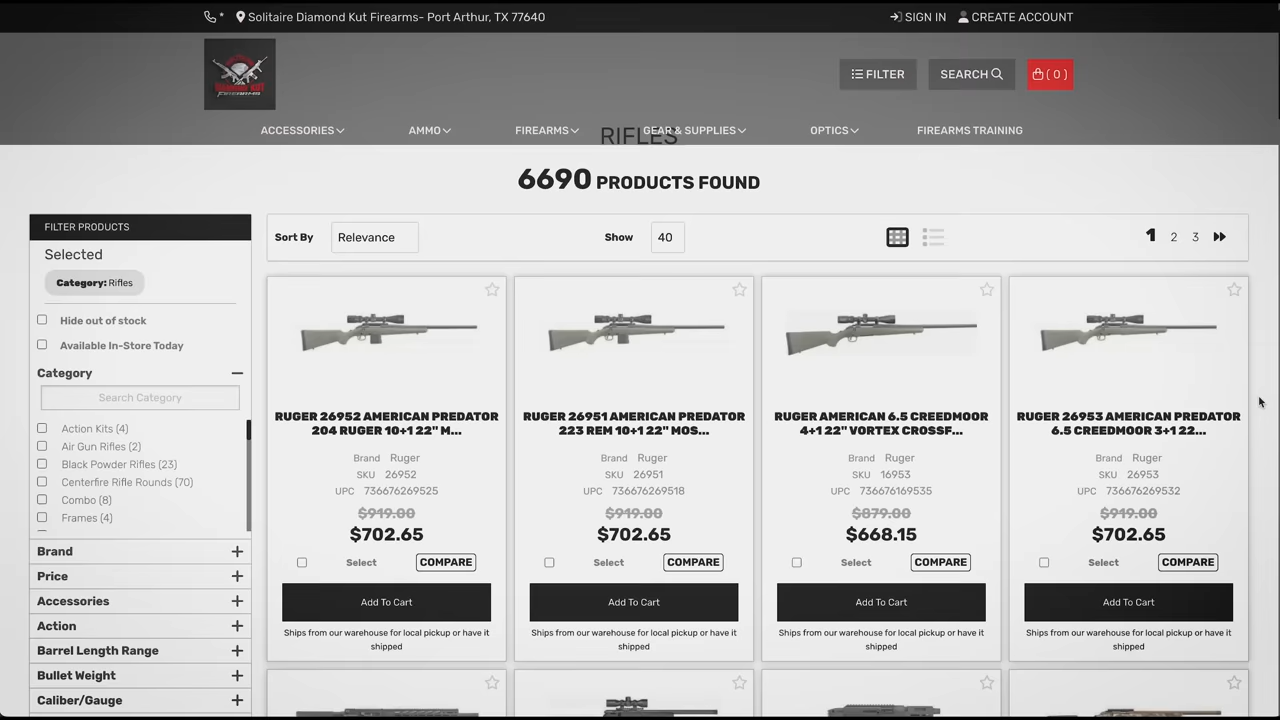 * Solitaire Diamond Kut Firearms- Port Arthur, TX 77640
SIGN IN CREATE ACCOUNT
FILTER SEARCH ( 0 )
ACCESSORIES AMMO FIREARMS GEAR & SUPPLIES OPTICS FIREARMS TRAINING
RIFLES
6690 PRODUCTS FOUND
FILTER PRODUCTS
Selected
Category: Rifles
Hide out of stock
Available In-Store Today
Category
Search Category
Action Kits (4)
Air Gun Rifles (2)
Black Powder Rifles (23)
Centerfire Rifle Rounds (70)
Combo (8)
Frames (4)
Brand
Price
Accessories
Action
Barrel Length Range
Bullet Weight
Caliber/Gauge
Sort By Relevance Show 40 1 2 3
RUGER 26952 AMERICAN PREDATOR
204 RUGER 10+1 22" M...
Brand Ruger
SKU 26952
UPC 736676269525
$919.00
$702.65
Select COMPARE
Add To Cart
Ships from our warehouse for local pickup or have it
shipped
RUGER 26951 AMERICAN PREDATOR
223 REM 10+1 22" MOS...
Brand Ruger
SKU 26951
UPC 736676269518
$919.00
$702.65
Select COMPARE
Add To Cart
Ships from our warehouse for local pickup or have it
shipped
RUGER AMERICAN 6.5 CREEDMOOR
4+1 22" VORTEX CROSSF...
Brand Ruger
SKU 16953
UPC 736676169535
$879.00
$668.15
Select COMPARE
Add To Cart
Ships from our warehouse for local pickup or have it
shipped
RUGER 26953 AMERICAN PREDATOR
6.5 CREEDMOOR 3+1 22...
Brand Ruger
SKU 26953
UPC 736676269532
$919.00
$702.65
Select COMPARE
Add To Cart
Ships from our warehouse for local pickup or have it
shipped